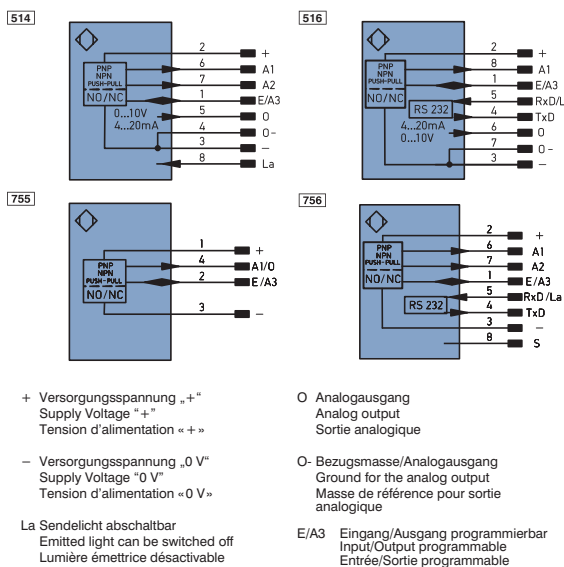 514
2 +
6 A1
7 A2
1 E/A3
5 O
4 O-
3 −
8 La
PNP
NPN
PUSH-PULL
NO/NC
0...10V
4...20mA
516
2 +
8 A1
1 E/A3
5 RxD/L
4 TxD
6 O
7 O-
3 −
PNP
NPN
PUSH-PULL
NO/NC
RS 232
4...20mA
0...10V
755
1 +
4 A1/O
2 E/A3
3 −
PNP
NPN
PUSH-PULL
NO/NC
756
2 +
6 A1
7 A2
1 E/A3
5 RxD/La
4 TxD
3 −
8 S
PNP
NPN
PUSH-PULL
NO/NC
RS 232
+ Versorgungsspannung „+“
Supply Voltage “+”
Tension d’alimentation «+»
− Versorgungsspannung „0 V“
Supply Voltage “0 V”
Tension d’alimentation «0 V»
La Sendelicht abschaltbar
Emitted light can be switched off
Lumière émettrice désactivable
O Analogausgang
Analog output
Sortie analogique
O- Bezugsmasse/Analogausgang
Ground for the analog output
Masse de référence pour sortie
analogique
E/A3 Eingang/Ausgang programmierbar
Input/Output programmable
Entrée/Sortie programmable